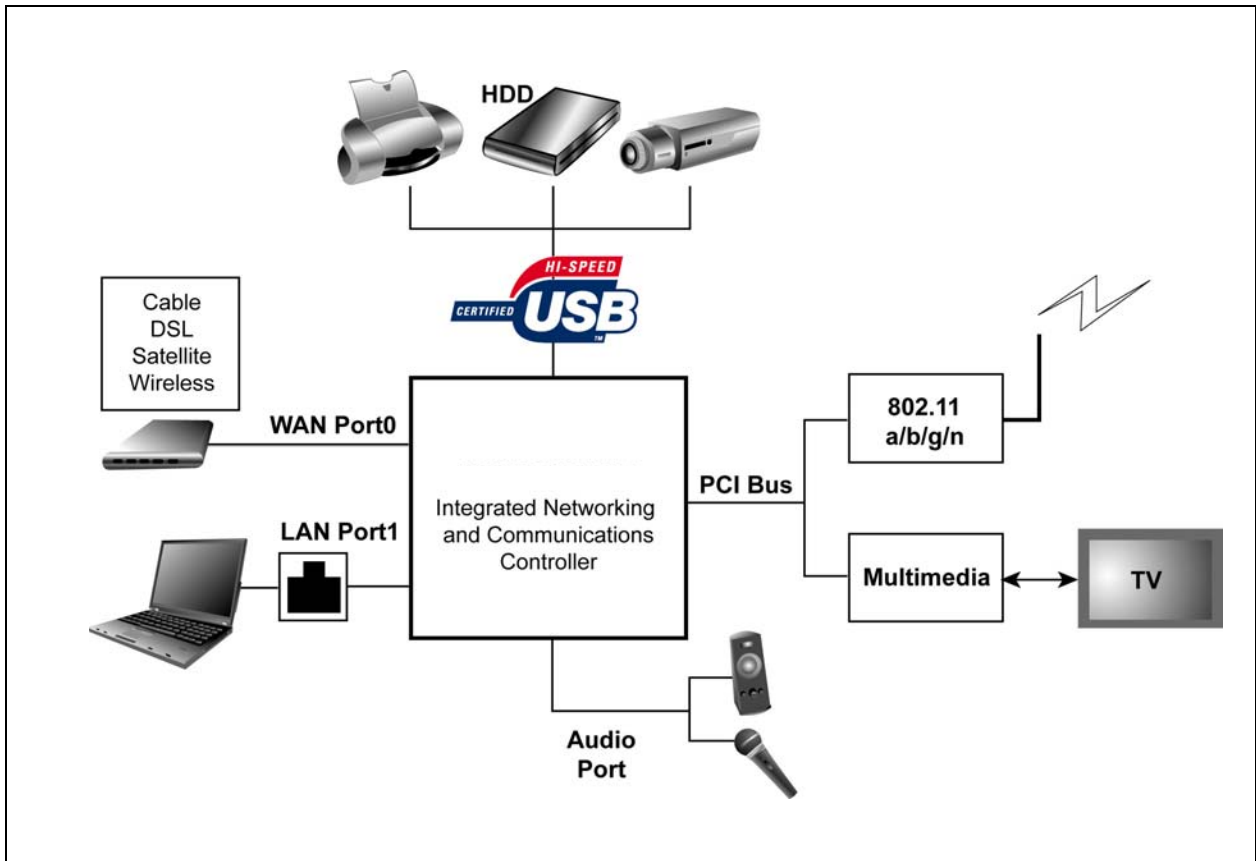 HDD
HI-SPEED
CERTIFIED
USB
TM
Cable
DSL
Satellite
Wireless
WAN Port0
802.11
a/b/g/n
PCI Bus
Integrated Networking
and Communications
Controller
LAN Port1
Multimedia
TV
Audio
Port